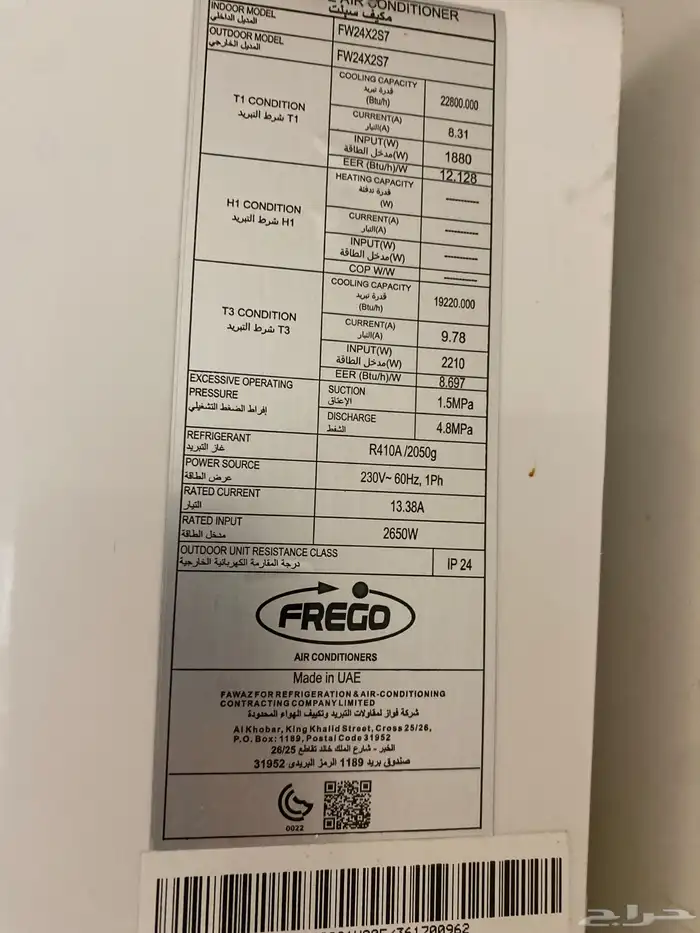 AIR CONDITIONER
مكيف سبلت
INDOOR MODEL
المديل الداخلي
FW24X2S7
OUTDOOR MODEL
المديل الخارجي
FW24X2S7
T1 CONDITION
T1 شرط التبريد
COOLING CAPACITY
قدرة تبريد
(Btu/h)
22800.000
CURRENT(A)
التيار(A)
8.31
INPUT(W)
مدخل الطاقة(W)
1880
EER (Btu/h)/W
12.128
H1 CONDITION
H1 شرط التبريد
HEATING CAPACITY
قدرة تدفئة
(W)
----------
CURRENT(A)
التيار(A)
----------
INPUT(W)
مدخل الطاقة(W)
----------
COP W/W
----------
T3 CONDITION
T3 شرط التبريد
COOLING CAPACITY
قدرة تبريد
(Btu/h)
19220.000
CURRENT(A)
التيار(A)
9.78
INPUT(W)
مدخل الطاقة(W)
2210
EER (Btu/h)/W
8.697
EXCESSIVE OPERATING
PRESSURE
إفراط الضغط التشغيلي
SUCTION
الإعتاق
1.5MPa
DISCHARGE
الشفط
4.8MPa
REFRIGERANT
غاز التبريد
R410A /2050g
POWER SOURCE
عرض الطاقة
230V~ 60Hz, 1Ph
RATED CURRENT
التيار
13.38A
RATED INPUT
مدخل الطاقة
2650W
OUTDOOR UNIT RESISTANCE CLASS
درجة المقارمة الكهربائية الخارجية
IP 24
FREGO
AIR CONDITIONERS
Made in UAE
FAWAZ FOR REFRIGERATION & AIR-CONDITIONING
CONTRACTING COMPANY LIMITED
شركة فواز لمقاولات التبريد وتكييف الهواء المحدودة
Al Khobar, King Khalid Street, Cross 25/26,
P.O. Box: 1189, Postal Code 31952
الخبر - شارع الملك خالد تقاطع 26/25
صندوق بريد 1189 الرمز البريدى 31952
0022
حراج